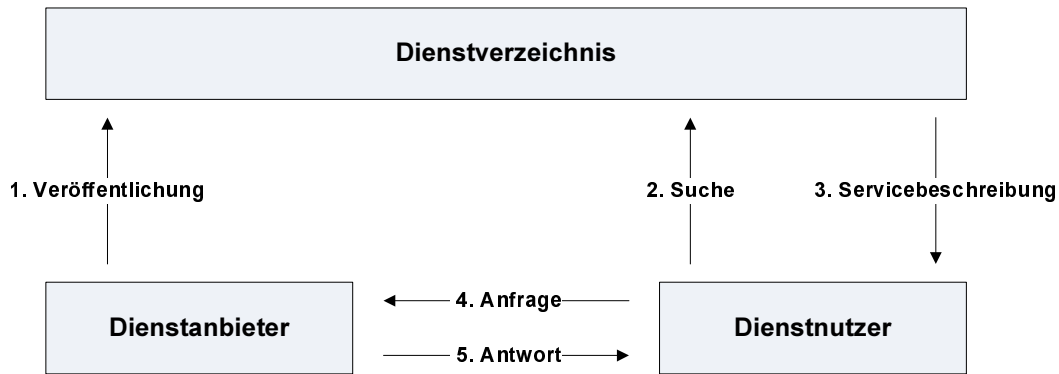 Dienstverzeichnis
1. Veröffentlichung
2. Suche
3. Servicebeschreibung
4. Anfrage
Dienstanbieter
Dienstnutzer
5. Antwort